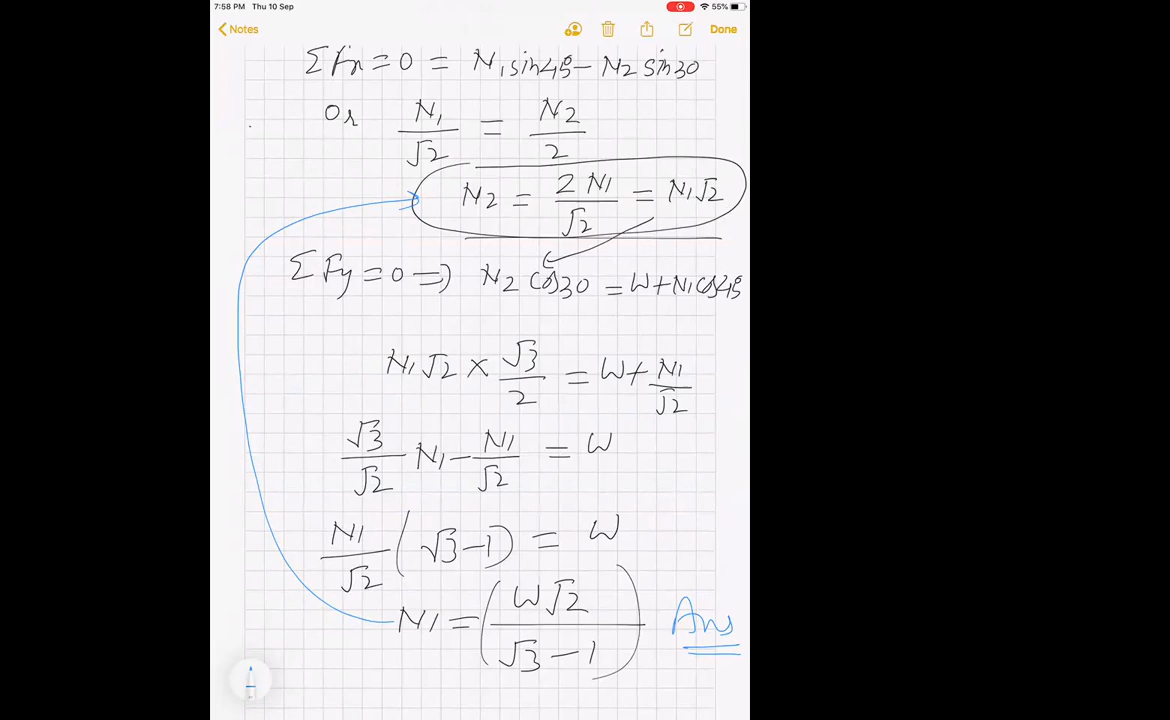 7:58 PM Thu 10 Sep 55%
Notes Done
ΣFx = 0 = N1 sin45 - N2 sin30
Or N1/√2 = N2/2
N2 = 2 N1/√2 = N1√2
ΣFy = 0 ⇒ N2 Cos30 = W + N1 Cos45
N1√2 × √3/2 = W + N1/√2
√3/√2 N1 - N1/√2 = W
N1/√2 (√3 - 1) = W
N1 = (W√2/√3 - 1) Ans